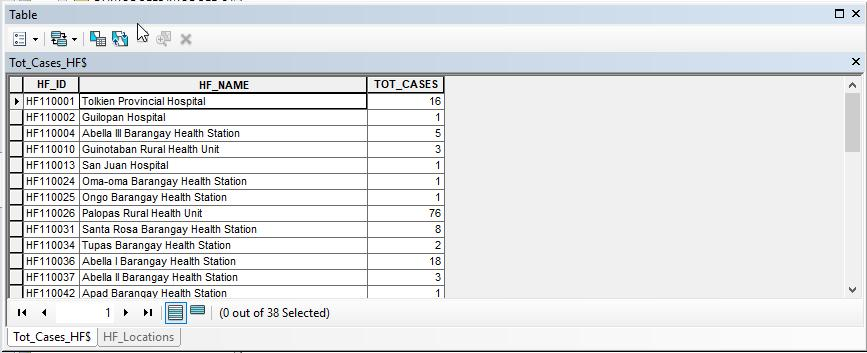 Table
Tot_Cases_HF$
HF_ID HF_NAME TOT_CASES
HF110001 Tolkien Provincial Hospital 16
HF110002 Guilopan Hospital 1
HF110004 Abella III Barangay Health Station 5
HF110010 Guinotaban Rural Health Unit 3
HF110013 San Juan Hospital 1
HF110024 Oma-oma Barangay Health Station 1
HF110025 Ongo Barangay Health Station 1
HF110026 Palopas Rural Health Unit 76
HF110031 Santa Rosa Barangay Health Station 8
HF110034 Tupas Barangay Health Station 2
HF110036 Abella I Barangay Health Station 18
HF110037 Abella II Barangay Health Station 3
HF110042 Apad Barangay Health Station 1
1 (0 out of 38 Selected)
Tot_Cases_HF$ HF_Locations